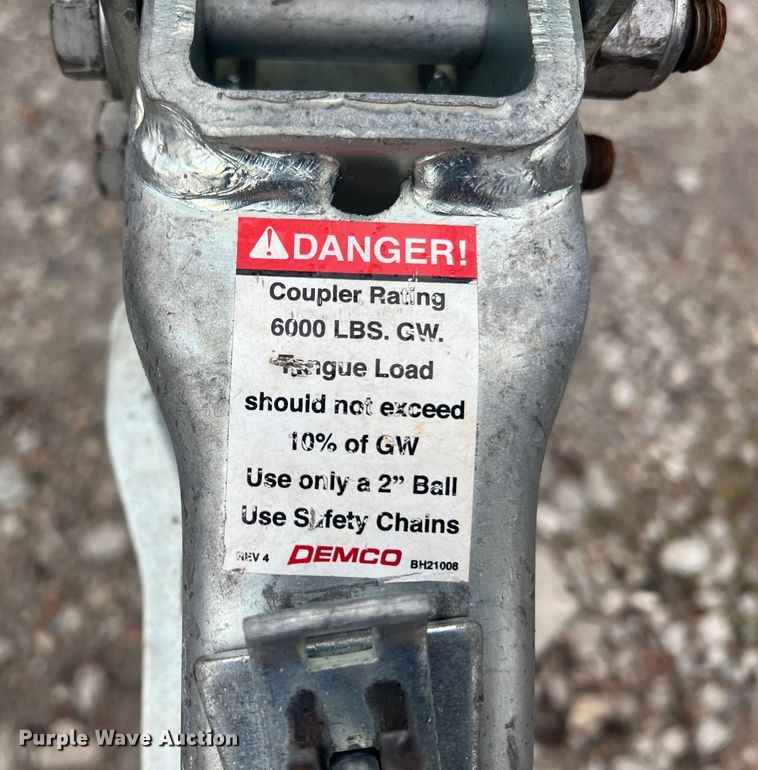 DANGER!
Coupler Rating
6000 LBS. GW.
Tongue Load
should not exceed
10% of GW
Use only a 2” Ball
Use Safety Chains
REV 4 DEMCO BH21008
Purple Wave Auction